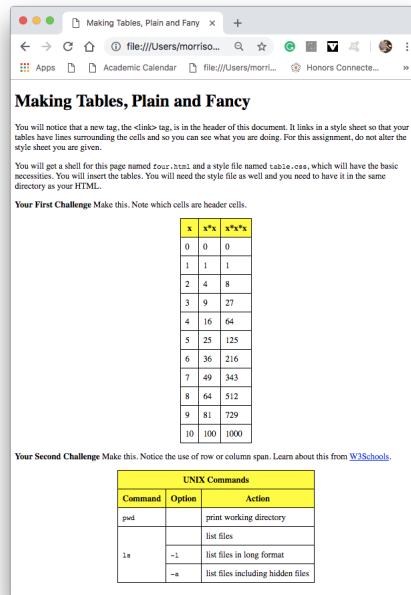 Making Tables, Plain and Fany × +
file:///Users/morriso...
Apps Academic Calendar file:///Users/morri... Honors Connecte... »
Making Tables, Plain and Fancy
You will notice that a new tag, the <link> tag, is in the header of this document. It links in a style sheet so that your
tables have lines surrounding the cells and so you can see what you are doing. For this assignment, do not alter the
style sheet you are given.
You will get a shell for this page named four.html and a style file named table.css, which will have the basic
necessities. You will insert the tables. You will need the style file as well and you need to have it in the same
directory as your HTML.
Your First Challenge Make this. Note which cells are header cells.
x x*x x*x*x
0 0 0
1 1 1
2 4 8
3 9 27
4 16 64
5 25 125
6 36 216
7 49 343
8 64 512
9 81 729
10 100 1000
Your Second Challenge Make this. Notice the use of row or column span. Learn about this from W3Schools.
UNIX Commands
Command Option Action
pwd print working directory
list files
ls -l list files in long format
-a list files including hidden files